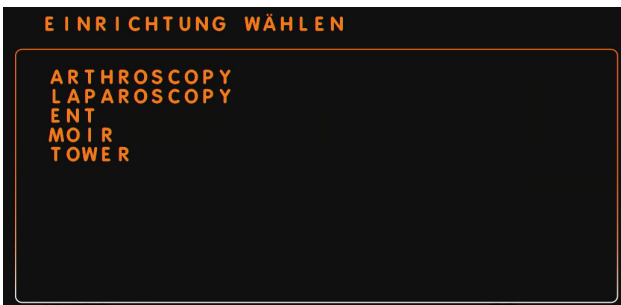 EINRICHTUNG WÄHLEN
ARTHROSCOPY
LAPAROSCOPY
ENT
MOIR
TOWER